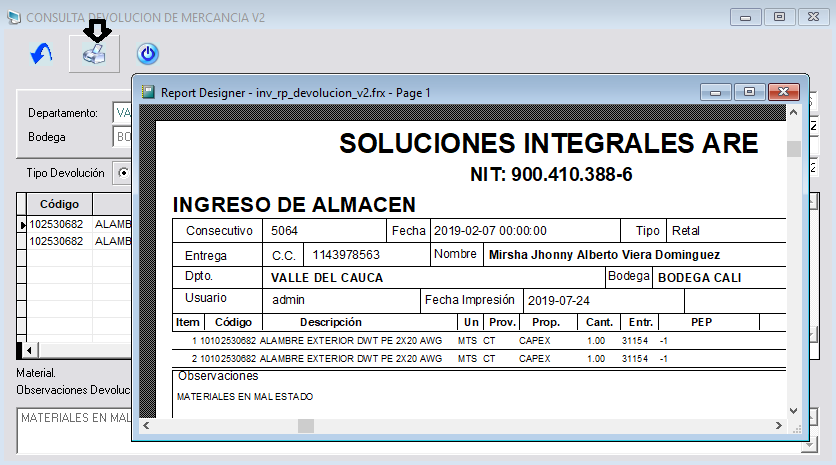 CONSULTA DEVOLUCION DE MERCANCIA V2
Report Designer - inv_rp_devolucion_v2.frx - Page 1
Departamento: VA
Bodega BO
Tipo Devolución
Código
102530682 ALAMB
102530682 ALAMB
Material.
Observaciones Devoluc
MATERIALES EN MAL
SOLUCIONES INTEGRALES ARE
NIT: 900.410.388-6
INGRESO DE ALMACEN
Consecutivo 5064 Fecha 2019-02-07 00:00:00 Tipo Retal
Entrega C.C. 1143978563 Nombre Mirsha Jhonny Alberto Viera Dominguez
Dpto. VALLE DEL CAUCA Bodega BODEGA CALI
Usuario admin Fecha Impresión 2019-07-24
Item Código Descripción Un Prov. Prop. Cant. Entr. PEP
1 10102530682 ALAMBRE EXTERIOR DWT PE 2X20 AWG MTS CT CAPEX 1.00 31154 -1
2 10102530682 ALAMBRE EXTERIOR DWT PE 2X20 AWG MTS CT CAPEX 1.00 31154 -1
Observaciones
MATERIALES EN MAL ESTADO